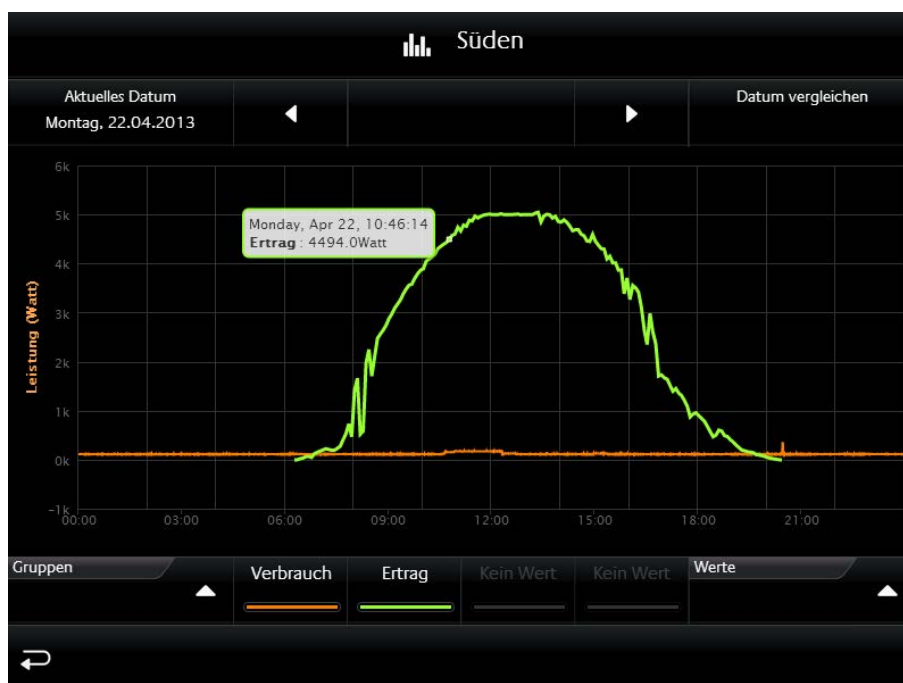 Süden
Aktuelles Datum
Montag, 22.04.2013
Datum vergleichen
6k
5k
4k
3k
2k
1k
0k
-1k
Leistung (Watt)
Monday, Apr 22, 10:46:14
Ertrag : 4494.0Watt
00:00 03:00 06:00 09:00 12:00 15:00 18:00 21:00
Gruppen
Verbrauch
Ertrag
Kein Wert
Kein Wert
Werte